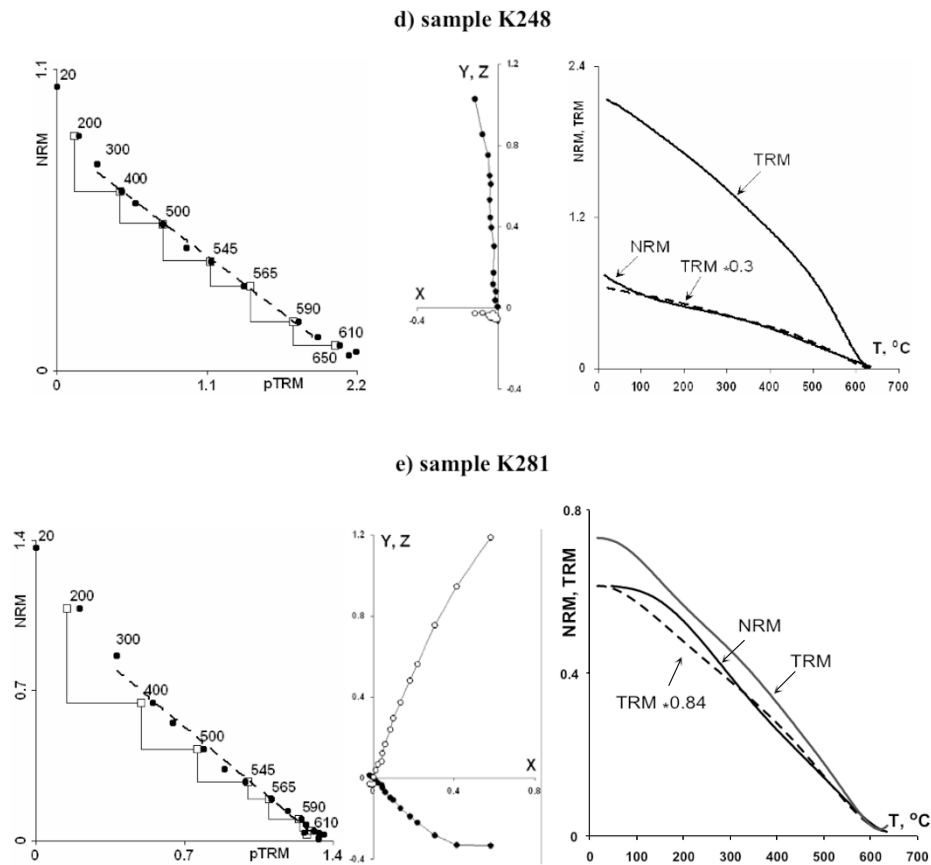 d) sample K248
1.1
20
200
NRM
300
400
500
545
565
590
610
650
0
0
1.1
pTRM
2.2
Y, Z
1.2
0.8
0.4
X
0
-0.4
0
-0.4
2.4
NRM, TRM
TRM
1.2
NRM
TRM *0.3
T, °C
0
0 100 200 300 400 500 600 700
e) sample K281
1.4
20
NRM
200
300
0.7
400
500
545
565
590
610
0
0
0.7
pTRM
1.4
1.2
Y, Z
0.8
0.4
X
0
0
0.4
0.8
-0.4
0.8
NRM, TRM
NRM
TRM
0.4
TRM *0.84
T, °C
0
0 100 200 300 400 500 600 700